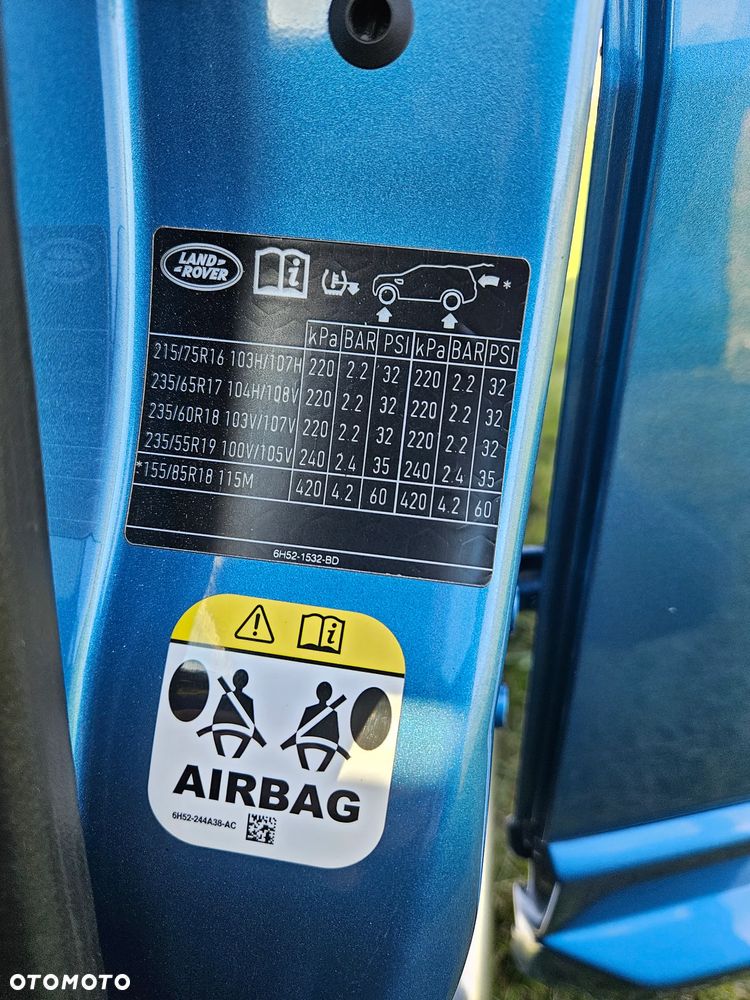 LAND
ROVER
*
kPa BAR PSI kPa BAR PSI
215/75R16 103H/107H 220 2.2 32 220 2.2 32
235/65R17 104H/108V 220 2.2 32 220 2.2 32
235/60R18 103V/107V 220 2.2 32 220 2.2 32
235/55R19 100V/105V 240 2.4 35 240 2.4 35
*155/85R18 115M 420 4.2 60 420 4.2 60
6H52-1532-BD
AIRBAG
6H52-244A38-AC
OTOMOTO